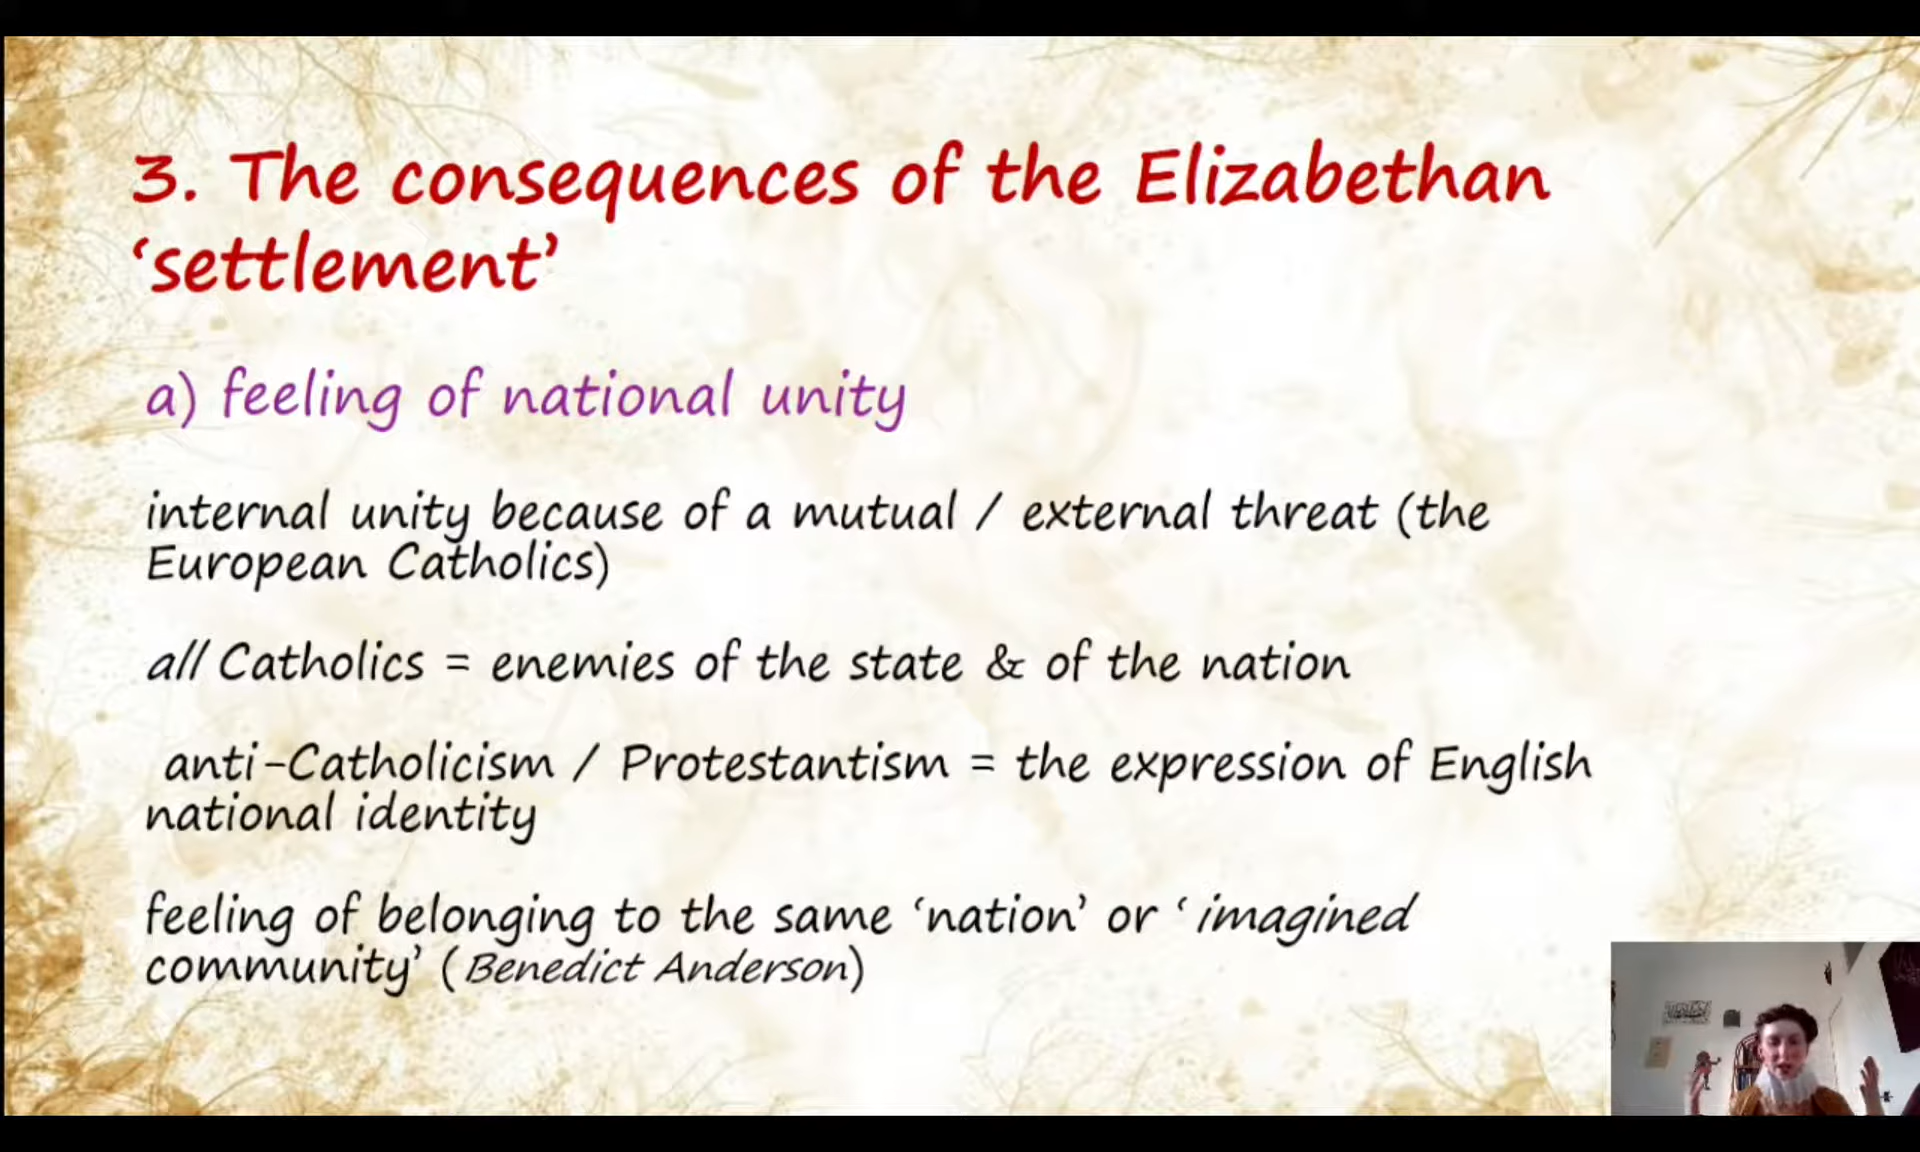 3. The consequences of the Elizabethan
‘settlement’
a) feeling of national unity
internal unity because of a mutual / external threat (the
European Catholics)
all Catholics = enemies of the state & of the nation
anti-Catholicism / Protestantism = the expression of English
national identity
feeling of belonging to the same ‘nation’ or ‘imagined
community’ (Benedict Anderson)